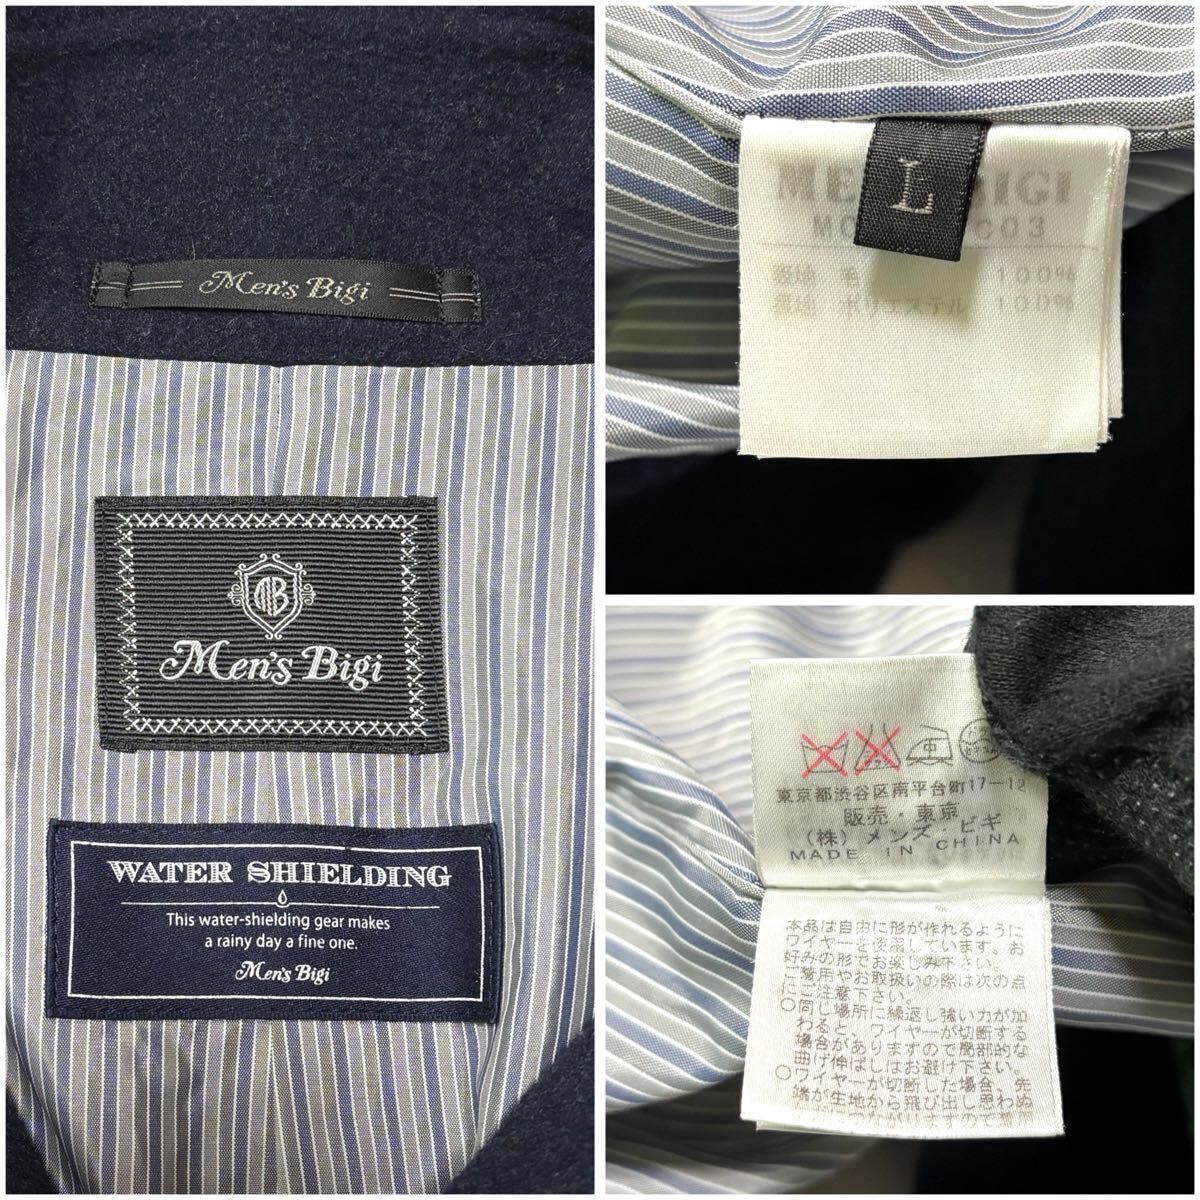 Men's Bigi
MB
Men's Bigi
WATER SHIELDING
This water-shielding gear makes
a rainy day a fine one.
Men's Bigi
L
ME BIGI
MO C03
表地 毛 100%
裏地 ポリエステル 100%
中
東京都渋谷区南平台町17-12
販売・東京
(株)メンズ・ビギ
MADE IN CHINA
本品は自由に形が作れるように
ワイヤーを使用しています。お
好みの形でお楽しみ下さい。
ご着用やお取扱いの際は次の点
にご注意下さい。
○同じ場所に繰返し強い力が加
わると、ワイヤーが切断する
場合がありますので局部的な
曲げ伸ばしはお避け下さい。
○ワイヤーが切断した場合、先
端が生地から飛び出し思わぬ